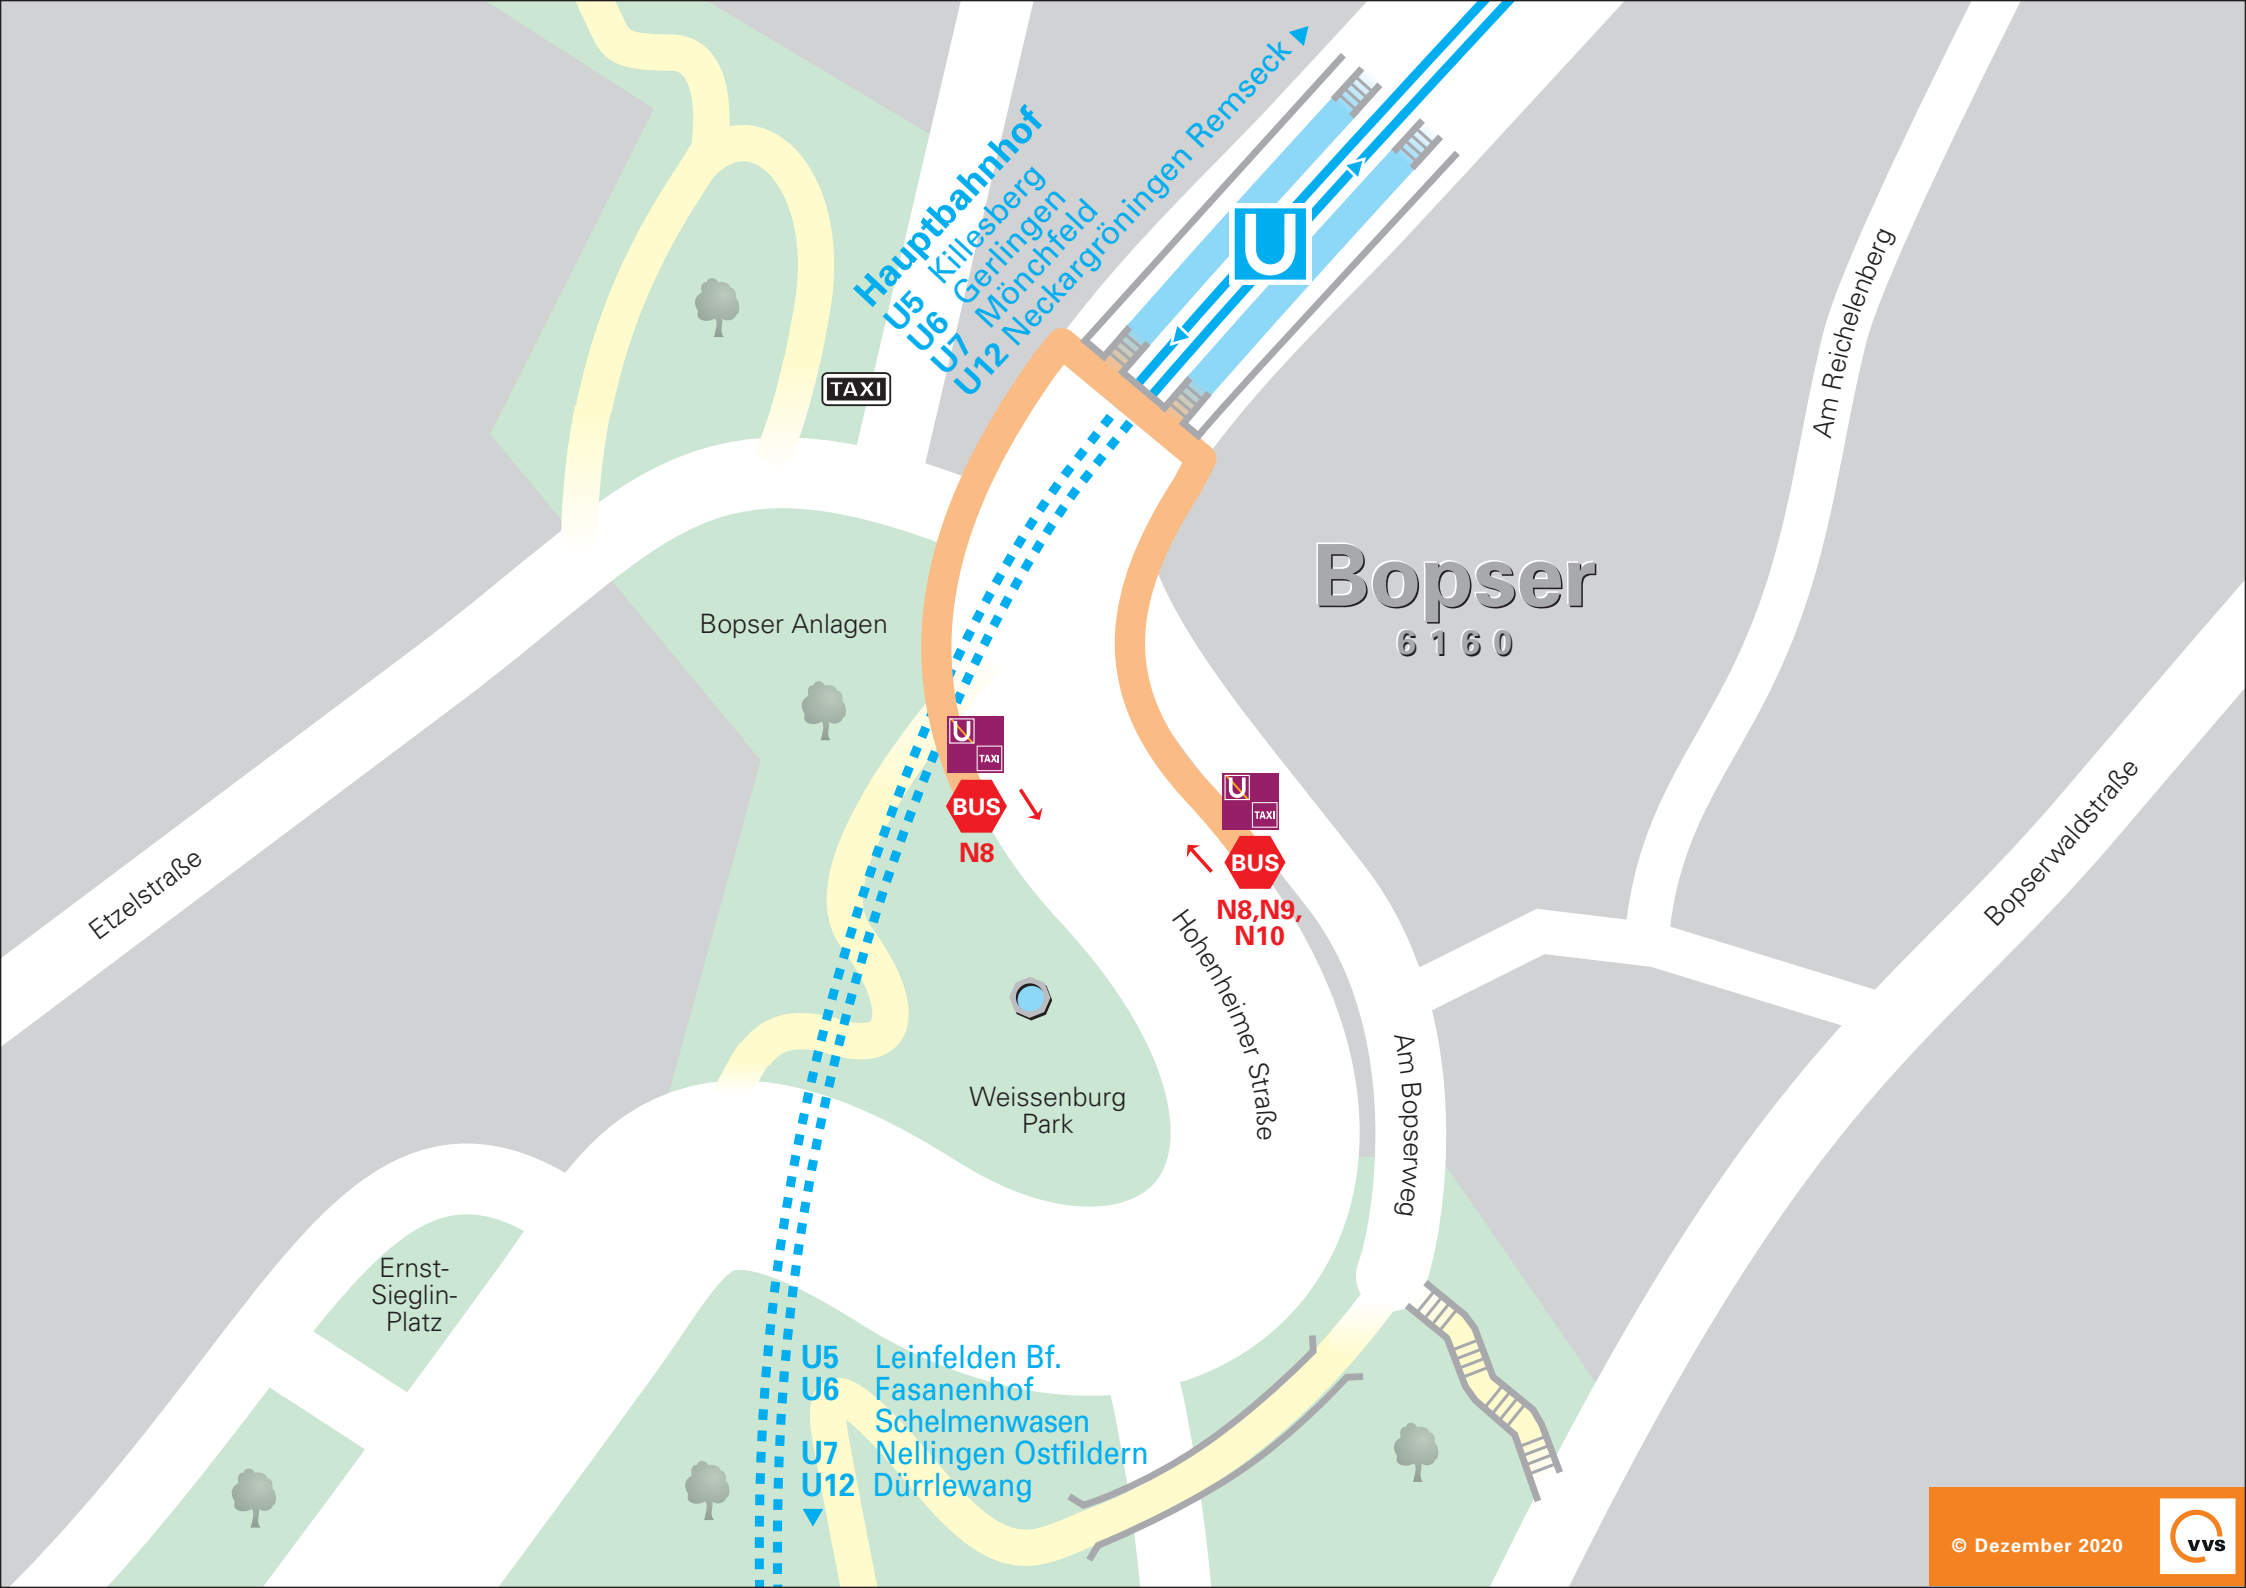 Hauptbahnhof
U5 Killesberg
U6 Gerlingen
U7 Mönchfeld
U12 Neckargröningen Remseck
U
TAXI
Am Reichelenberg
Bopser
6160
Bopser Anlagen
U
TAXI
BUS
N8
U
TAXI
BUS
N8,N9,
N10
Etzelstraße
Bopserwaldstraße
Hohenheimer Straße
Am Bopserweg
Weissenburg
Park
Ernst-
Sieglin-
Platz
U5 Leinfelden Bf.
U6 Fasanenhof
Schelmenwasen
U7 Nellingen Ostfildern
U12 Dürrlewang
© Dezember 2020
vvs